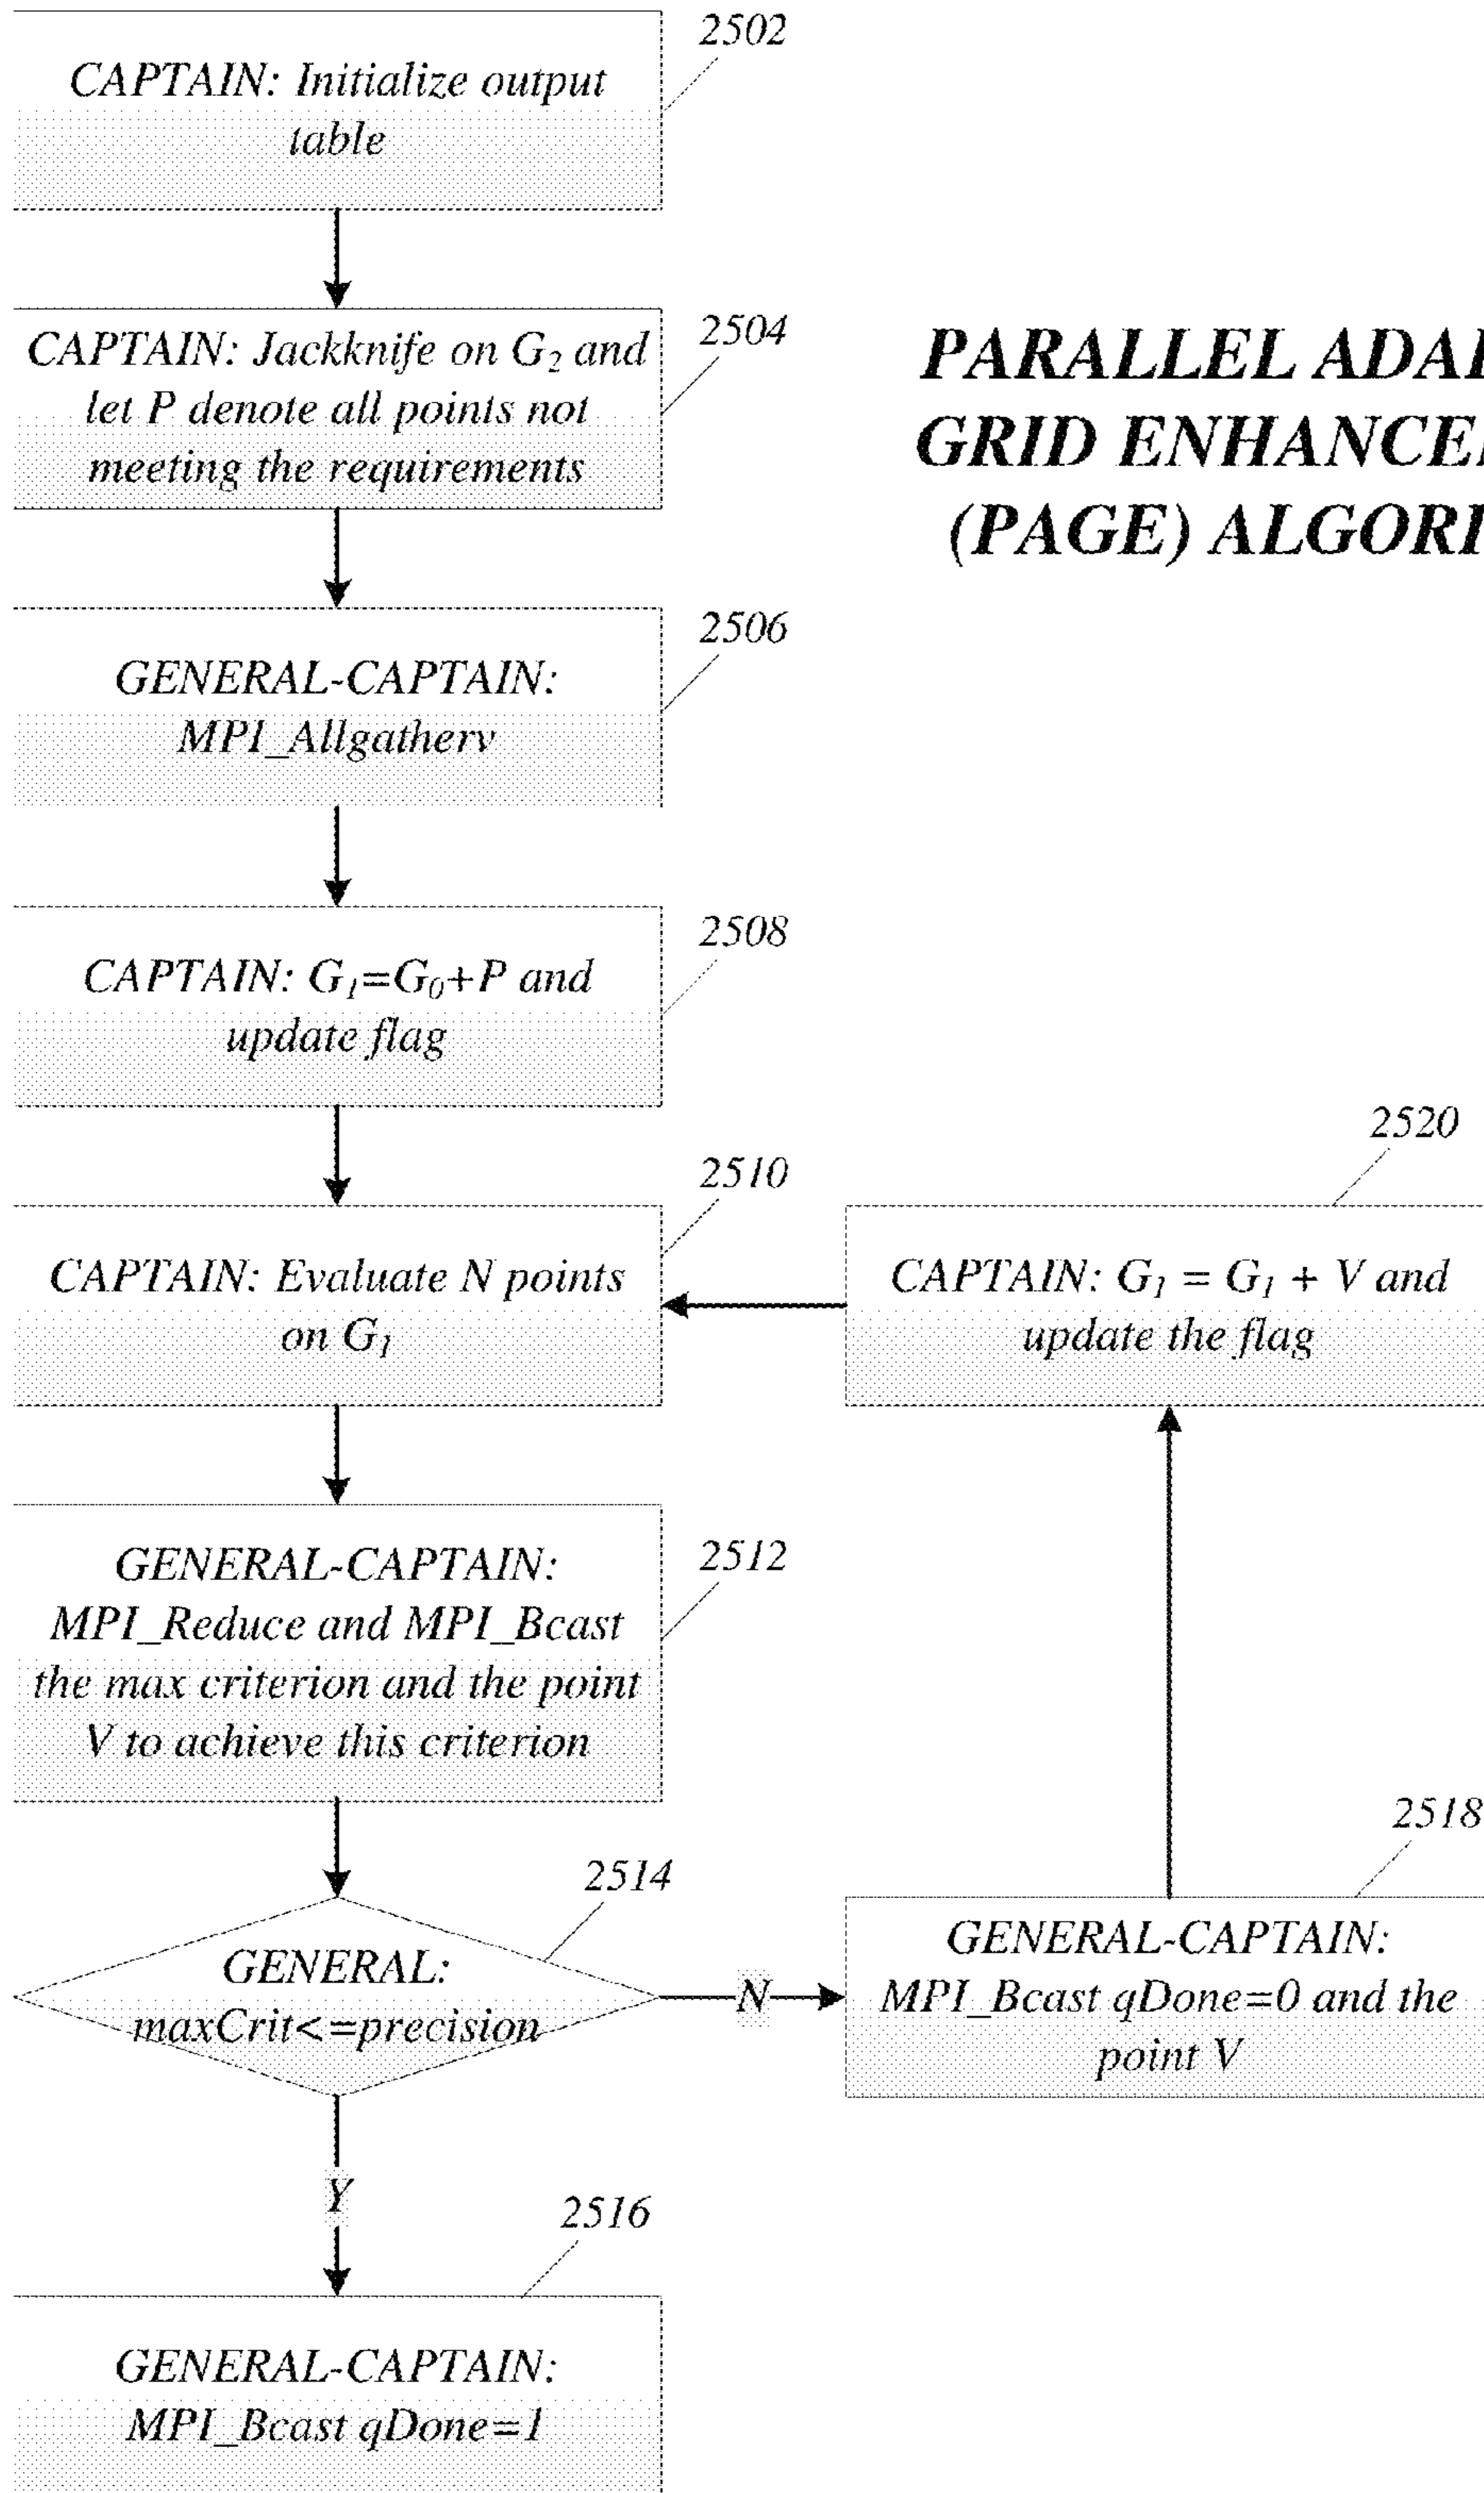 2502
CAPTAIN: Initialize output
table
2504
CAPTAIN: Jackknife on G₂ and
let P denote all points not
meeting the requirements
PARALLEL ADAP
GRID ENHANCE
(PAGE) ALGORI
2506
GENERAL-CAPTAIN:
MPI_Allgatherv
2508
CAPTAIN: G₁=G₀+P and
update flag
2510
CAPTAIN: Evaluate N points
on G₁
2520
CAPTAIN: G₁ = G₁ + V and
update the flag
2512
GENERAL-CAPTAIN:
MPI_Reduce and MPI_Bcast
the max criterion and the point
V to achieve this criterion
2514
GENERAL:
maxCrit<=precision
N
2518
GENERAL-CAPTAIN:
MPI_Bcast qDone=0 and the
point V
Y
2516
GENERAL-CAPTAIN:
MPI_Bcast qDone=1